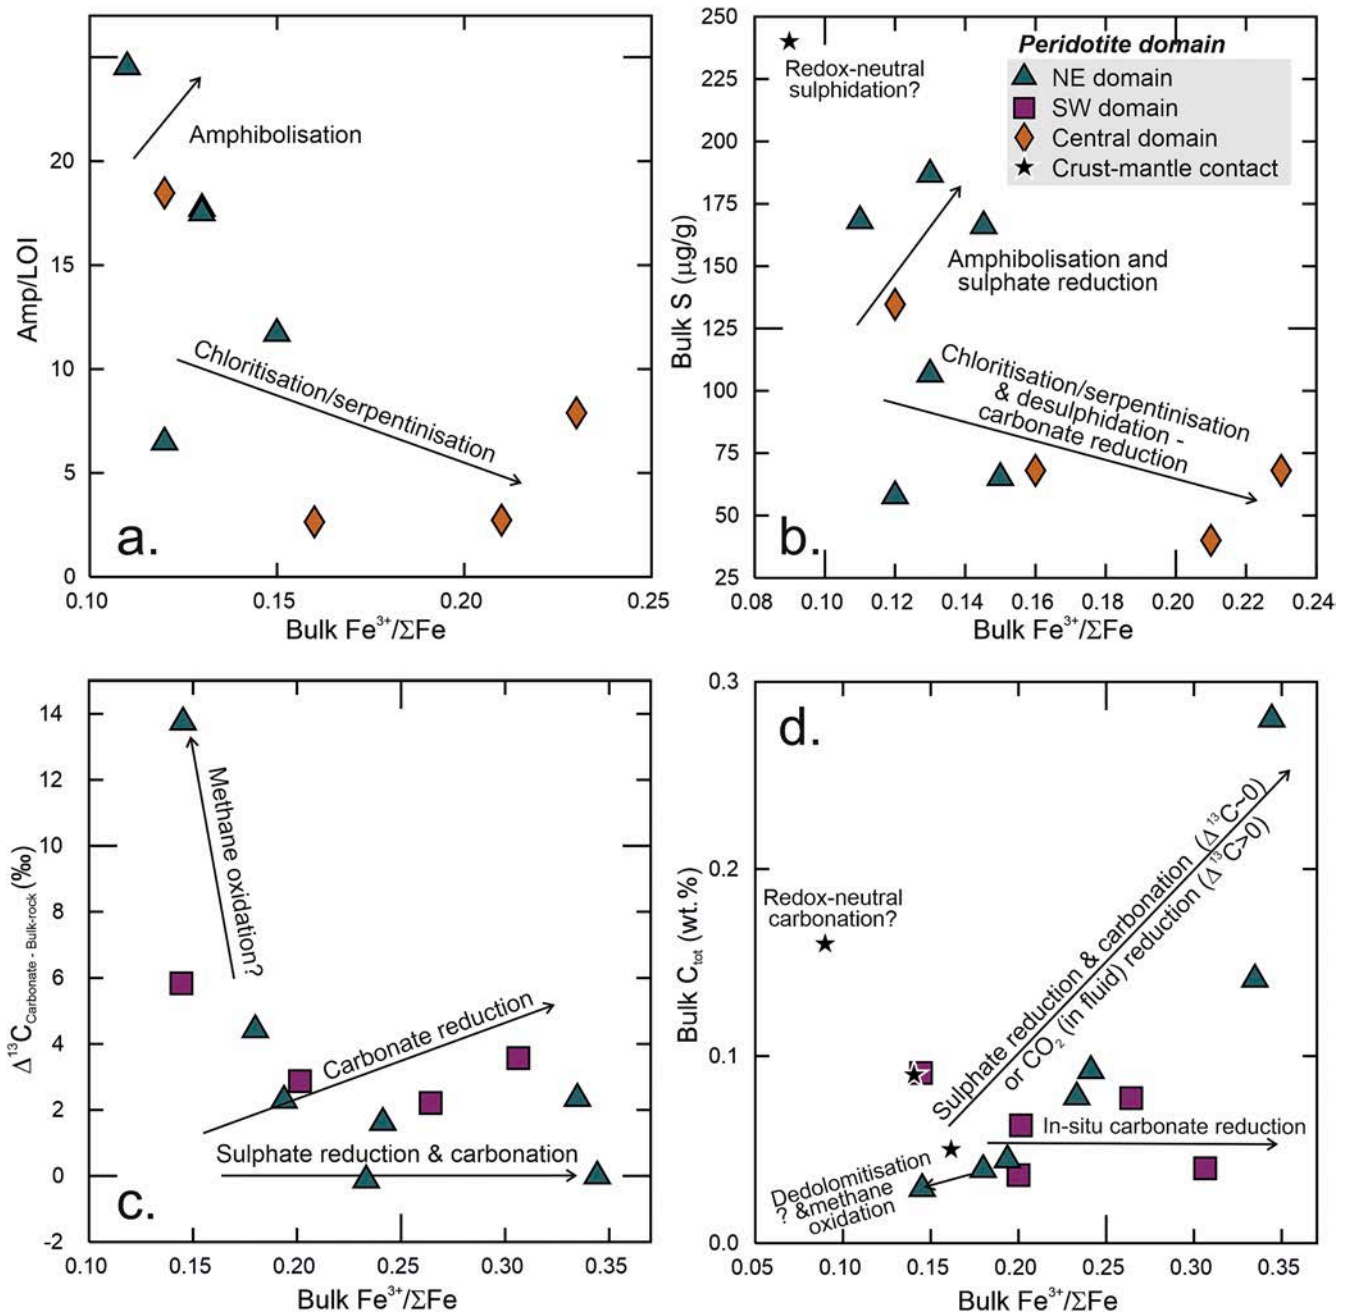 Amp/LOI
20
15
10
5
0
Amphibolisation
Chloritisation/serpentinisation
a.
0.10
0.15
0.20
0.25
Bulk Fe³⁺/ΣFe
Bulk S (µg/g)
250
225
200
175
150
125
100
75
50
25
Redox-neutral
sulphidation?
Peridotite domain
NE domain
SW domain
Central domain
Crust-mantle contact
Amphibolisation and
sulphate reduction
Chloritisation/serpentinisation
& desulphidation -
carbonate reduction
b.
0.08
0.10
0.12
0.14
0.16
0.18
0.20
0.22
0.24
Bulk Fe³⁺/ΣFe
Δ¹³C Carbonate - Bulk-rock (‰)
14
12
10
8
6
4
2
0
-2
Methane oxidation?
Carbonate reduction
Sulphate reduction & carbonation
c.
0.10
0.15
0.20
0.25
0.30
0.35
Bulk Fe³⁺/ΣFe
Bulk Ctot (wt.%)
0.3
0.2
0.1
0.0
d.
Redox-neutral
carbonation?
Sulphate reduction & carbonation (Δ¹³C~0)
or CO₂ (in fluid) reduction (Δ¹³C>0)
In-situ carbonate reduction
Dedolomitisation
? &methane
oxidation
0.05
0.10
0.15
0.20
0.25
0.30
0.35
Bulk Fe³⁺/ΣFe